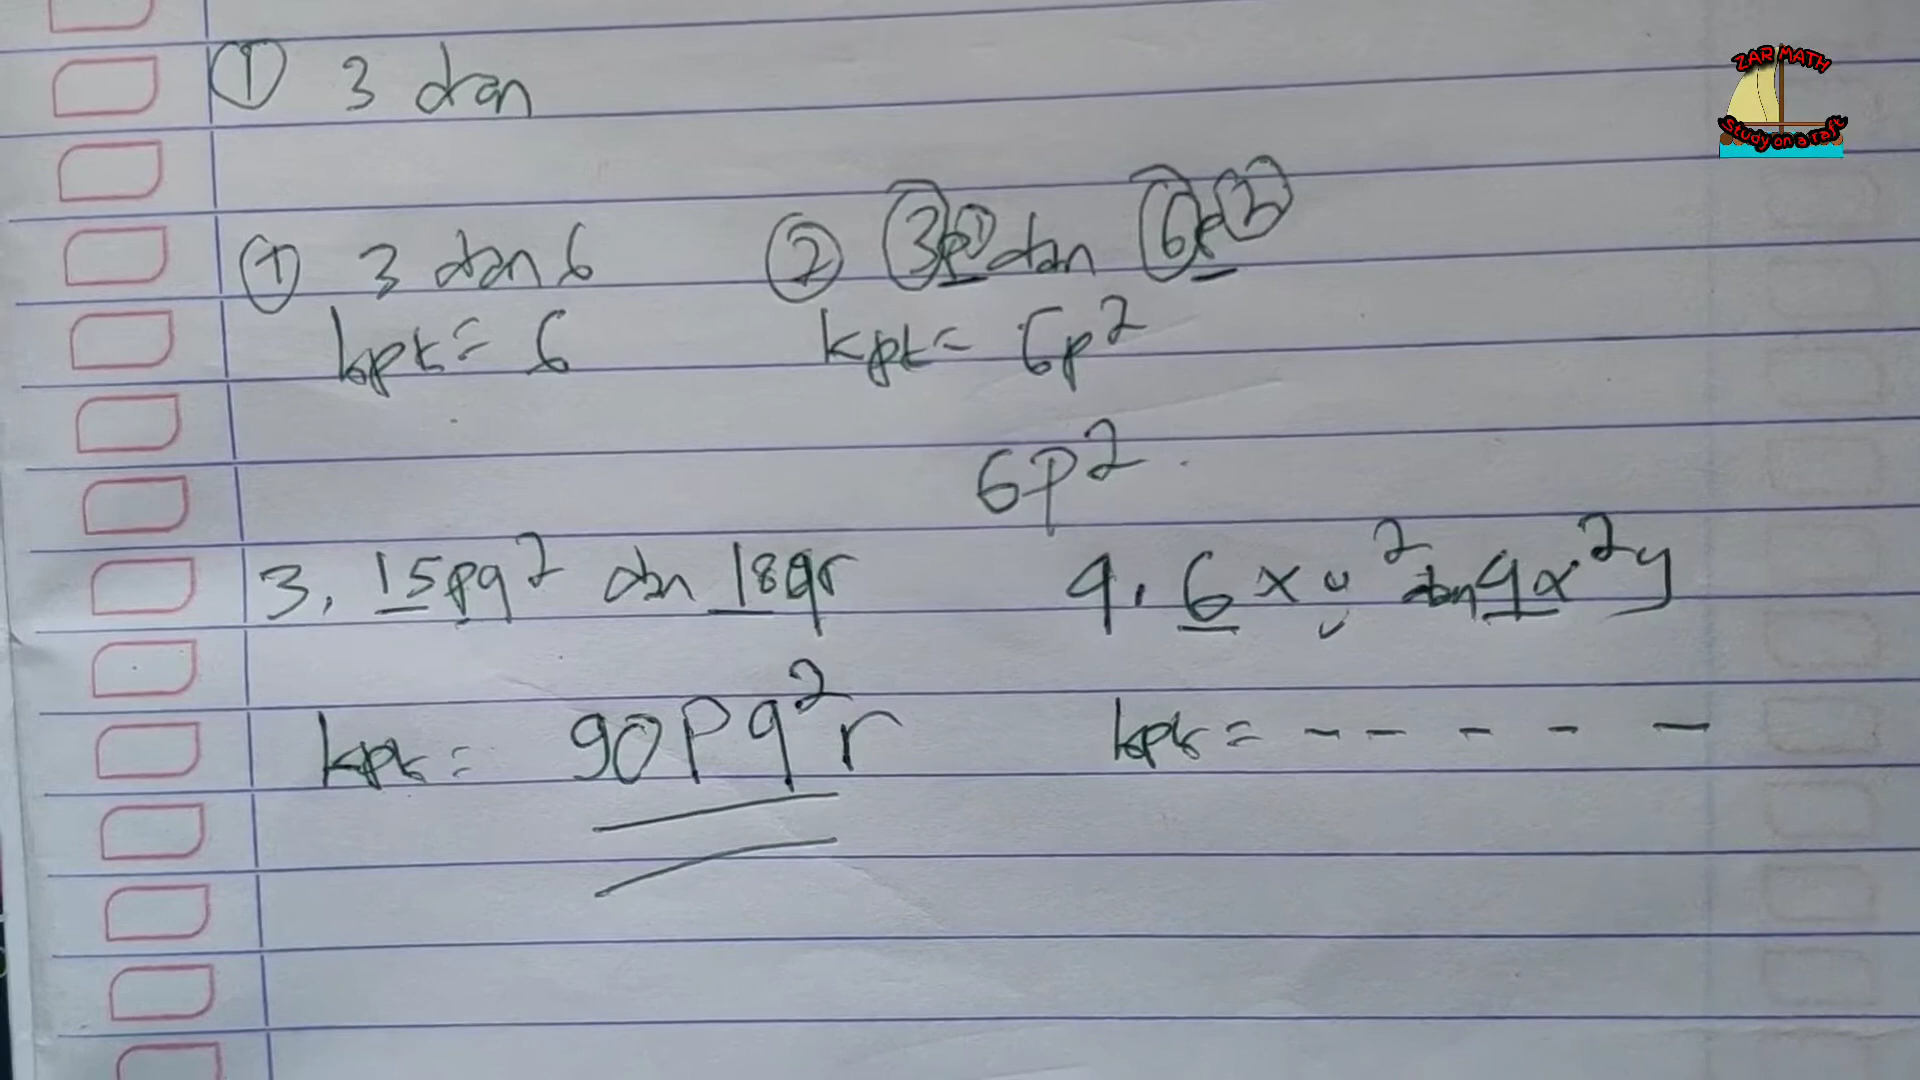 ZAR MATH
Study on a raft
① 3 dan
① 3 dan 6 ② 3p¹ dan 6p²
kpk = 6 kpk = 6p²
6p²
3. 15pq² dan 18qr 4. 6xy² dan 9x²y
kpk = 90pq²r kpk = - - - - -